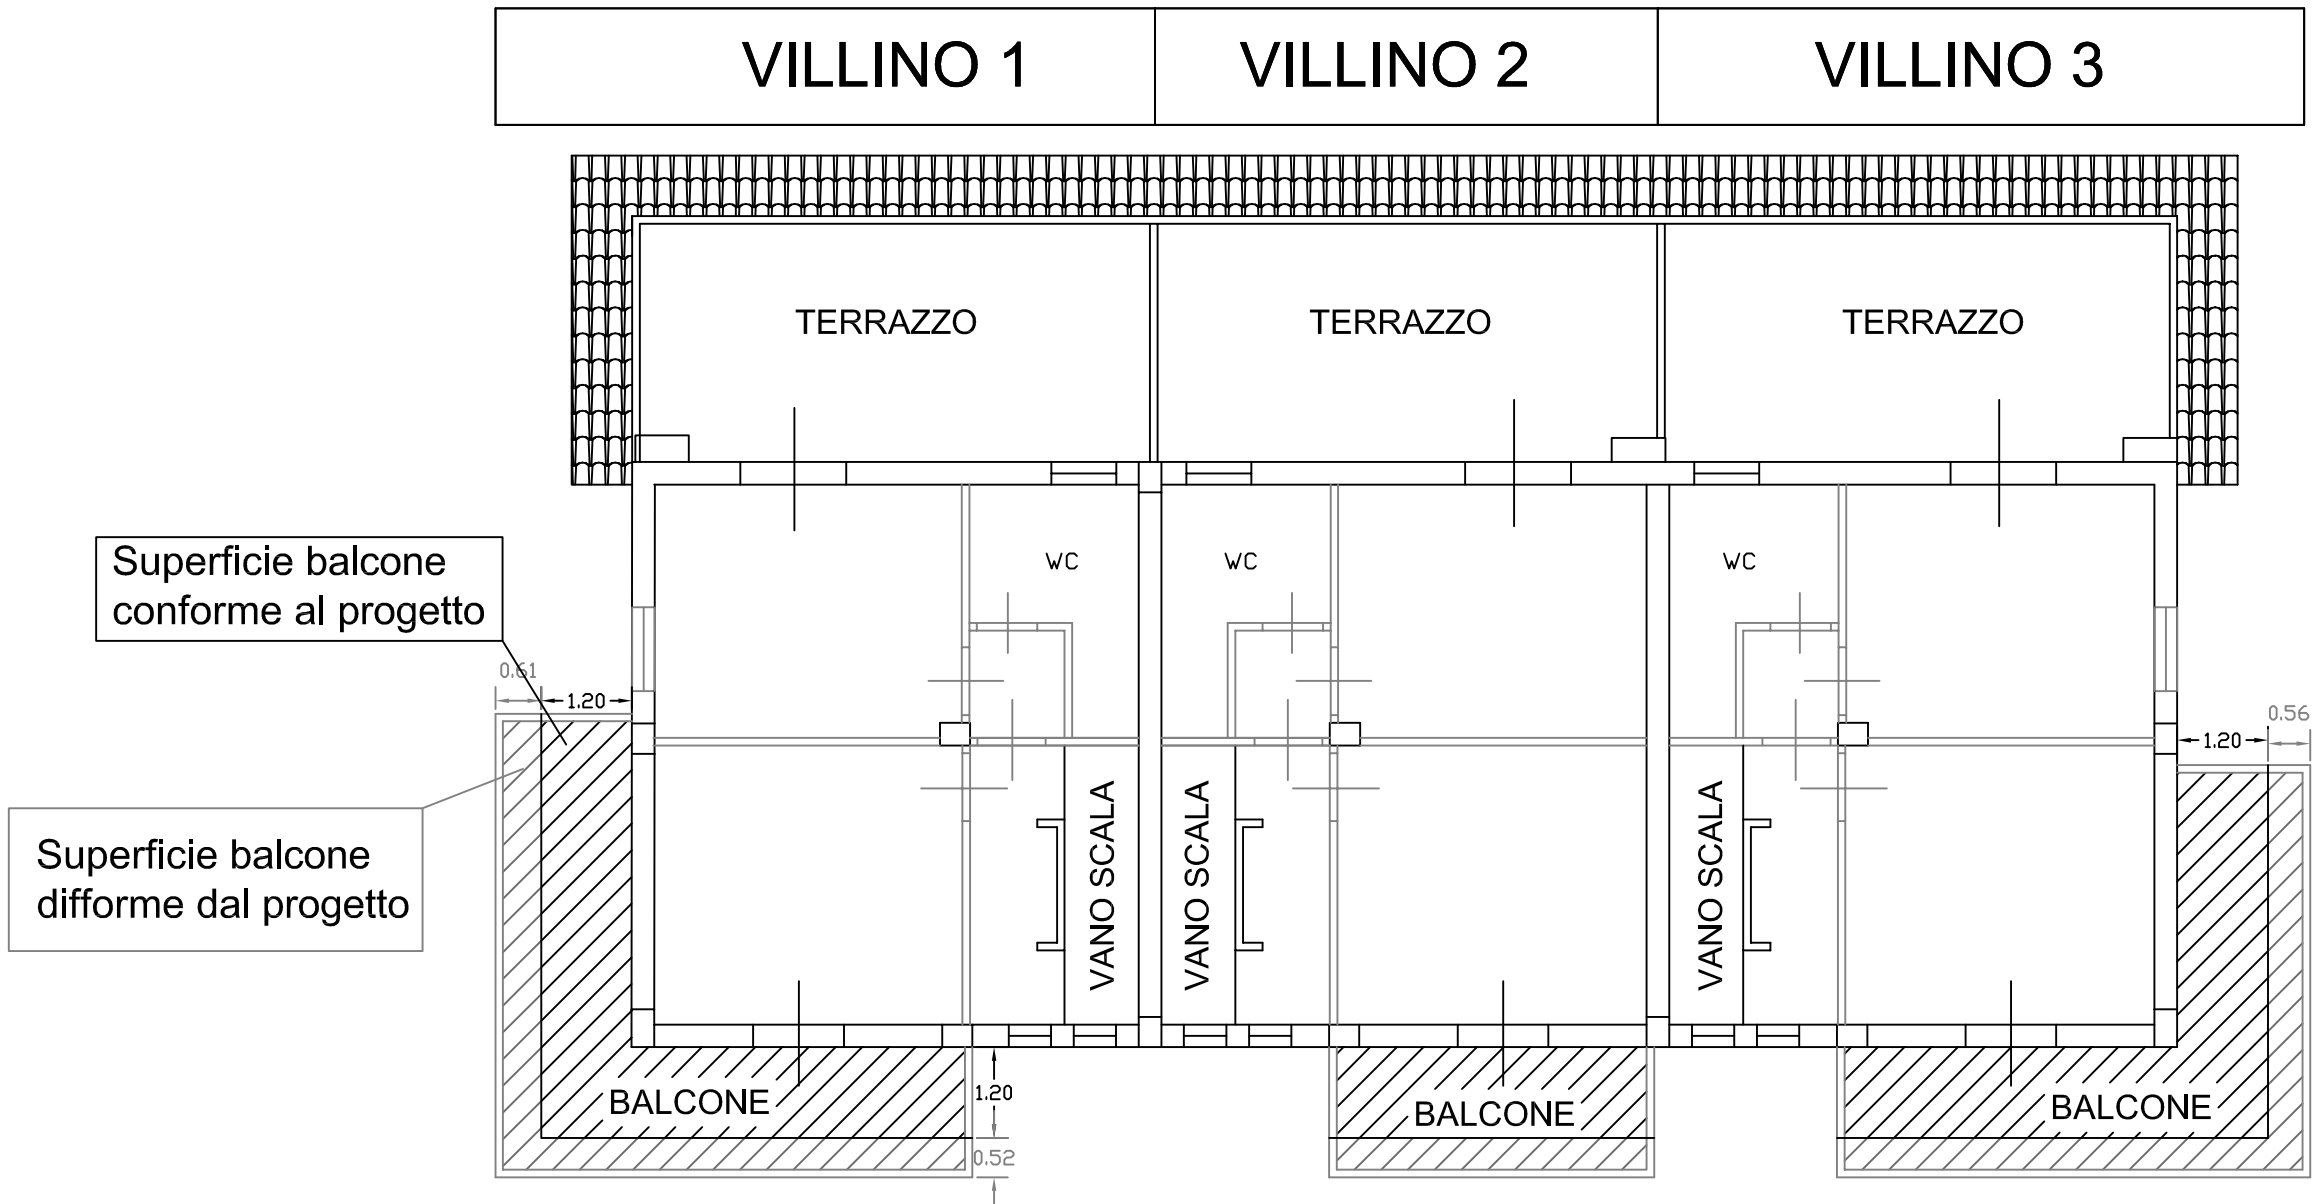 VILLINO 1
VILLINO 2
VILLINO 3
TERRAZZO
TERRAZZO
TERRAZZO
Superficie balcone
conforme al progetto
WC
WC
WC
0.61
1.20
0.56
1.20
Superficie balcone
difforme dal progetto
VANO SCALA
VANO SCALA
VANO SCALA
BALCONE
1.20
BALCONE
BALCONE
0.52